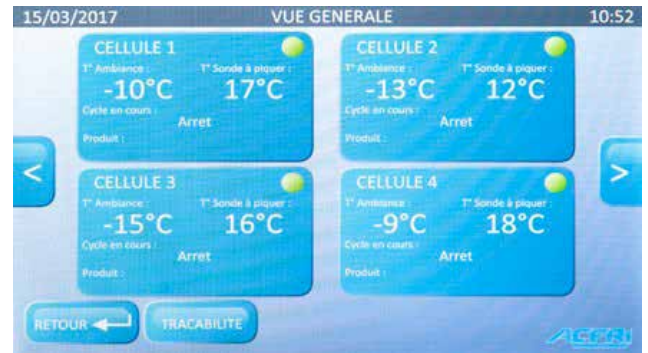 15/03/2017 VUE GENERALE 10:52
CELLULE 1
T° Ambiance : T° Sonde à piquer :
-10°C 17°C
Cycle en cours :
Arret
Produit :
CELLULE 2
T° Ambiance : T° Sonde à piquer :
-13°C 12°C
Cycle en cours :
Arret
Produit :
< >
CELLULE 3
T° Ambiance : T° Sonde à piquer :
-15°C 16°C
Cycle en cours :
Arret
Produit :
CELLULE 4
T° Ambiance : T° Sonde à piquer :
-9°C 18°C
Cycle en cours :
Arret
Produit :
RETOUR TRACABILITE
ACFRI